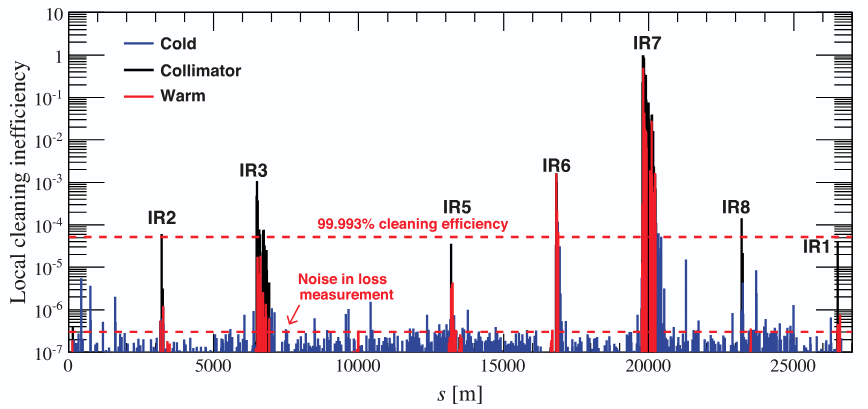 10
1
10-1
10-2
10-3
10-4
10-5
10-6
10-7
Local cleaning inefficiency
Cold
Collimator
Warm
IR2
IR3
IR5
IR6
IR7
IR8
IR1
99.993% cleaning efficiency
Noise in loss
measurement
0
5000
10000
15000
20000
25000
s [m]